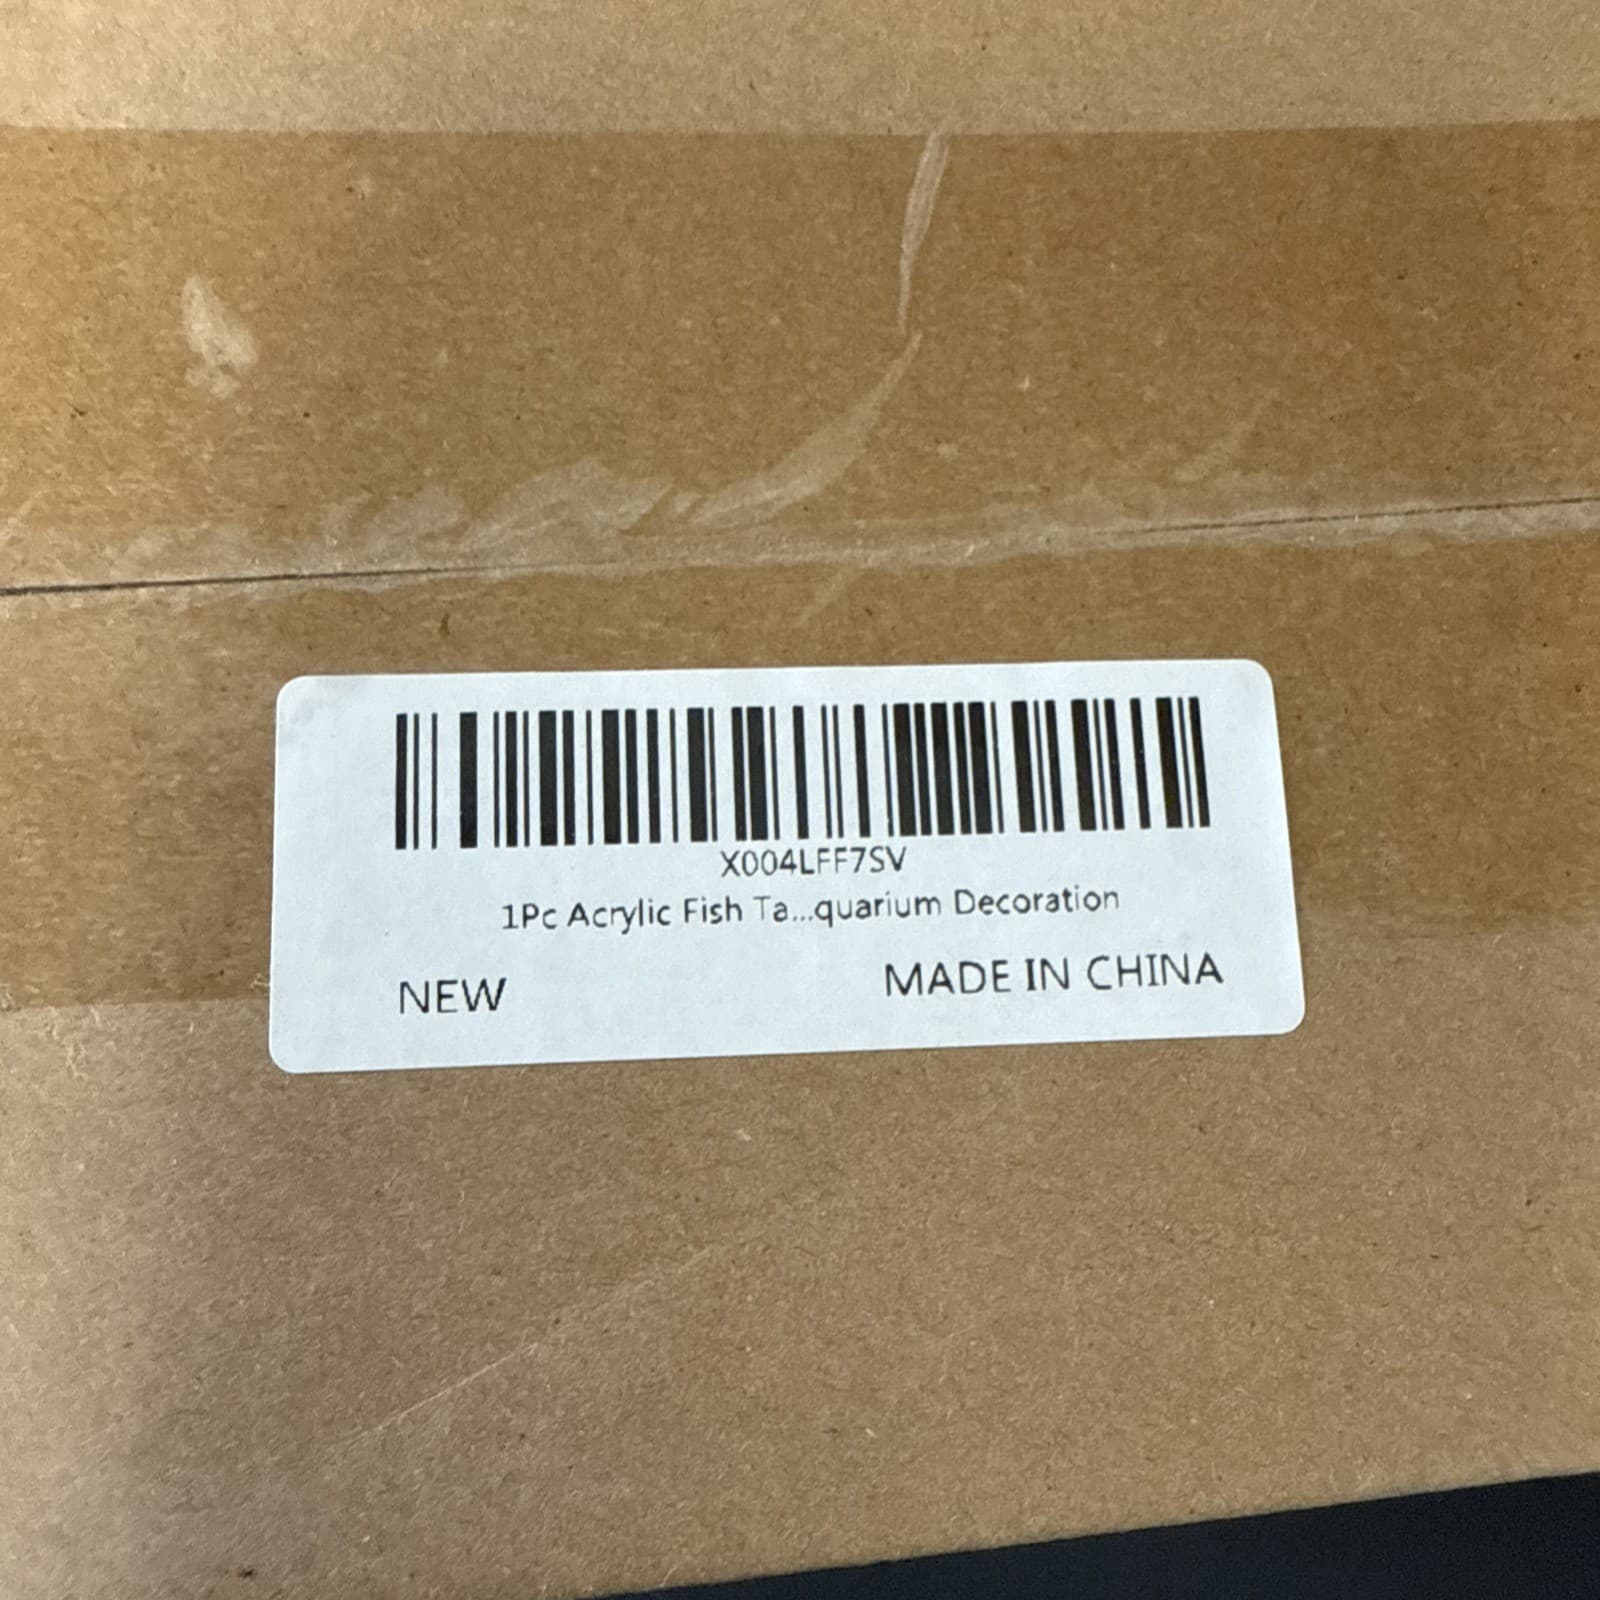 X004LFF7SV
1Pc Acrylic Fish Ta...quarium Decoration
NEW
MADE IN CHINA